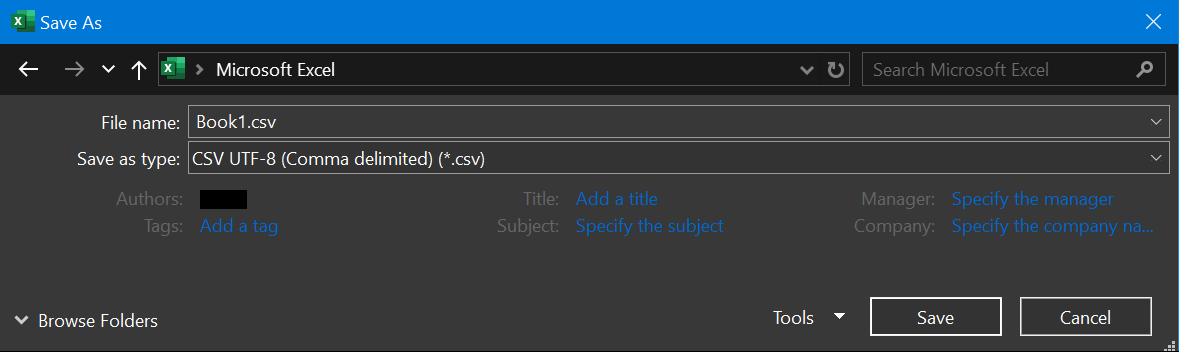 Save As
Microsoft Excel
Search Microsoft Excel
File name: Book1.csv
Save as type: CSV UTF-8 (Comma delimited) (*.csv)
Authors: Title: Add a title Manager: Specify the manager
Tags: Add a tag Subject: Specify the subject Company: Specify the company na...
Browse Folders Tools Save Cancel